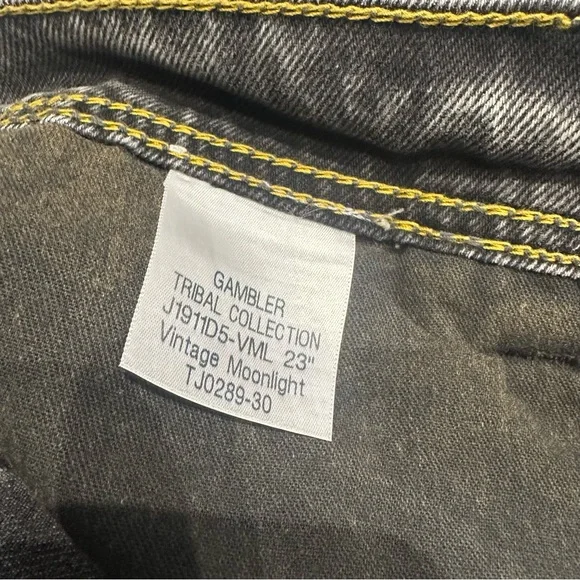 GAMBLER
TRIBAL COLLECTION
J1911D5-VML 23"
Vintage Moonlight
TJ0289-30